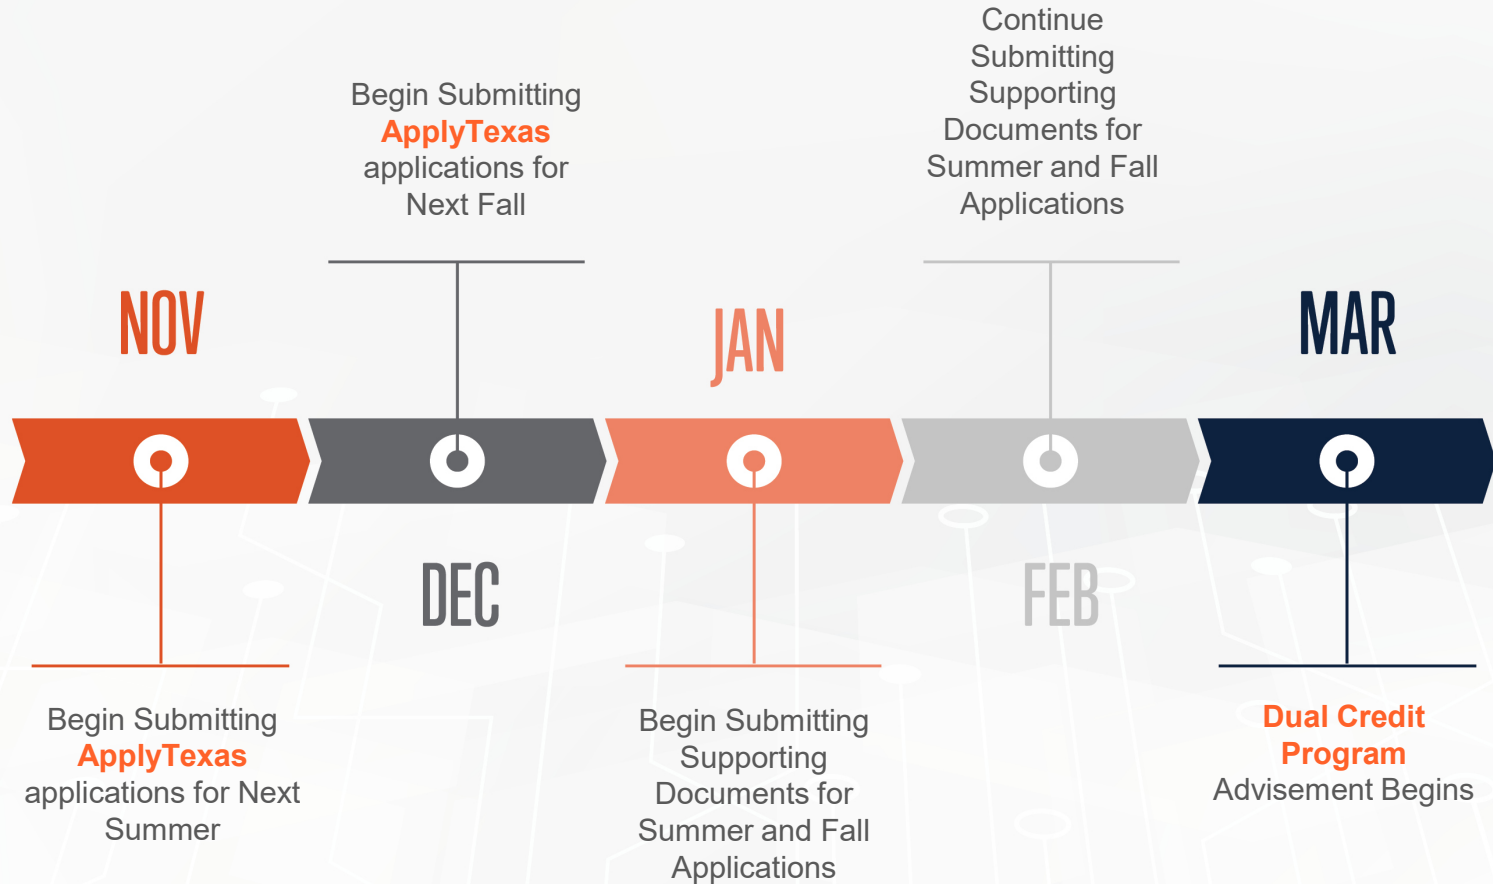 NOV
Begin Submitting
ApplyTexas
applications for Next
Summer
Begin Submitting
ApplyTexas
applications for
Next Fall
DEC
JAN
Begin Submitting
Supporting
Documents for
Summer and Fall
Applications
Continue
Submitting
Supporting
Documents for
Summer and Fall
Applications
FEB
MAR
Dual Credit
Program
Advisement Begins